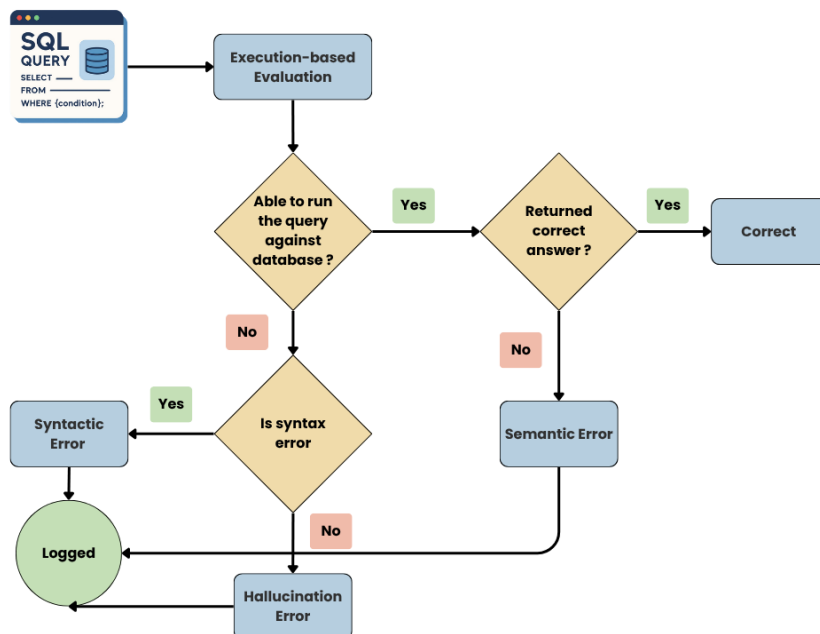 SQL
QUERY
SELECT
FROM
WHERE {condition};
Execution-based
Evaluation
Able to run
the query
against
database ?
Yes
Returned
correct
answer ?
Yes
Correct
No
No
Is syntax
error
Yes
Syntactic
Error
Semantic Error
No
Logged
Hallucination
Error